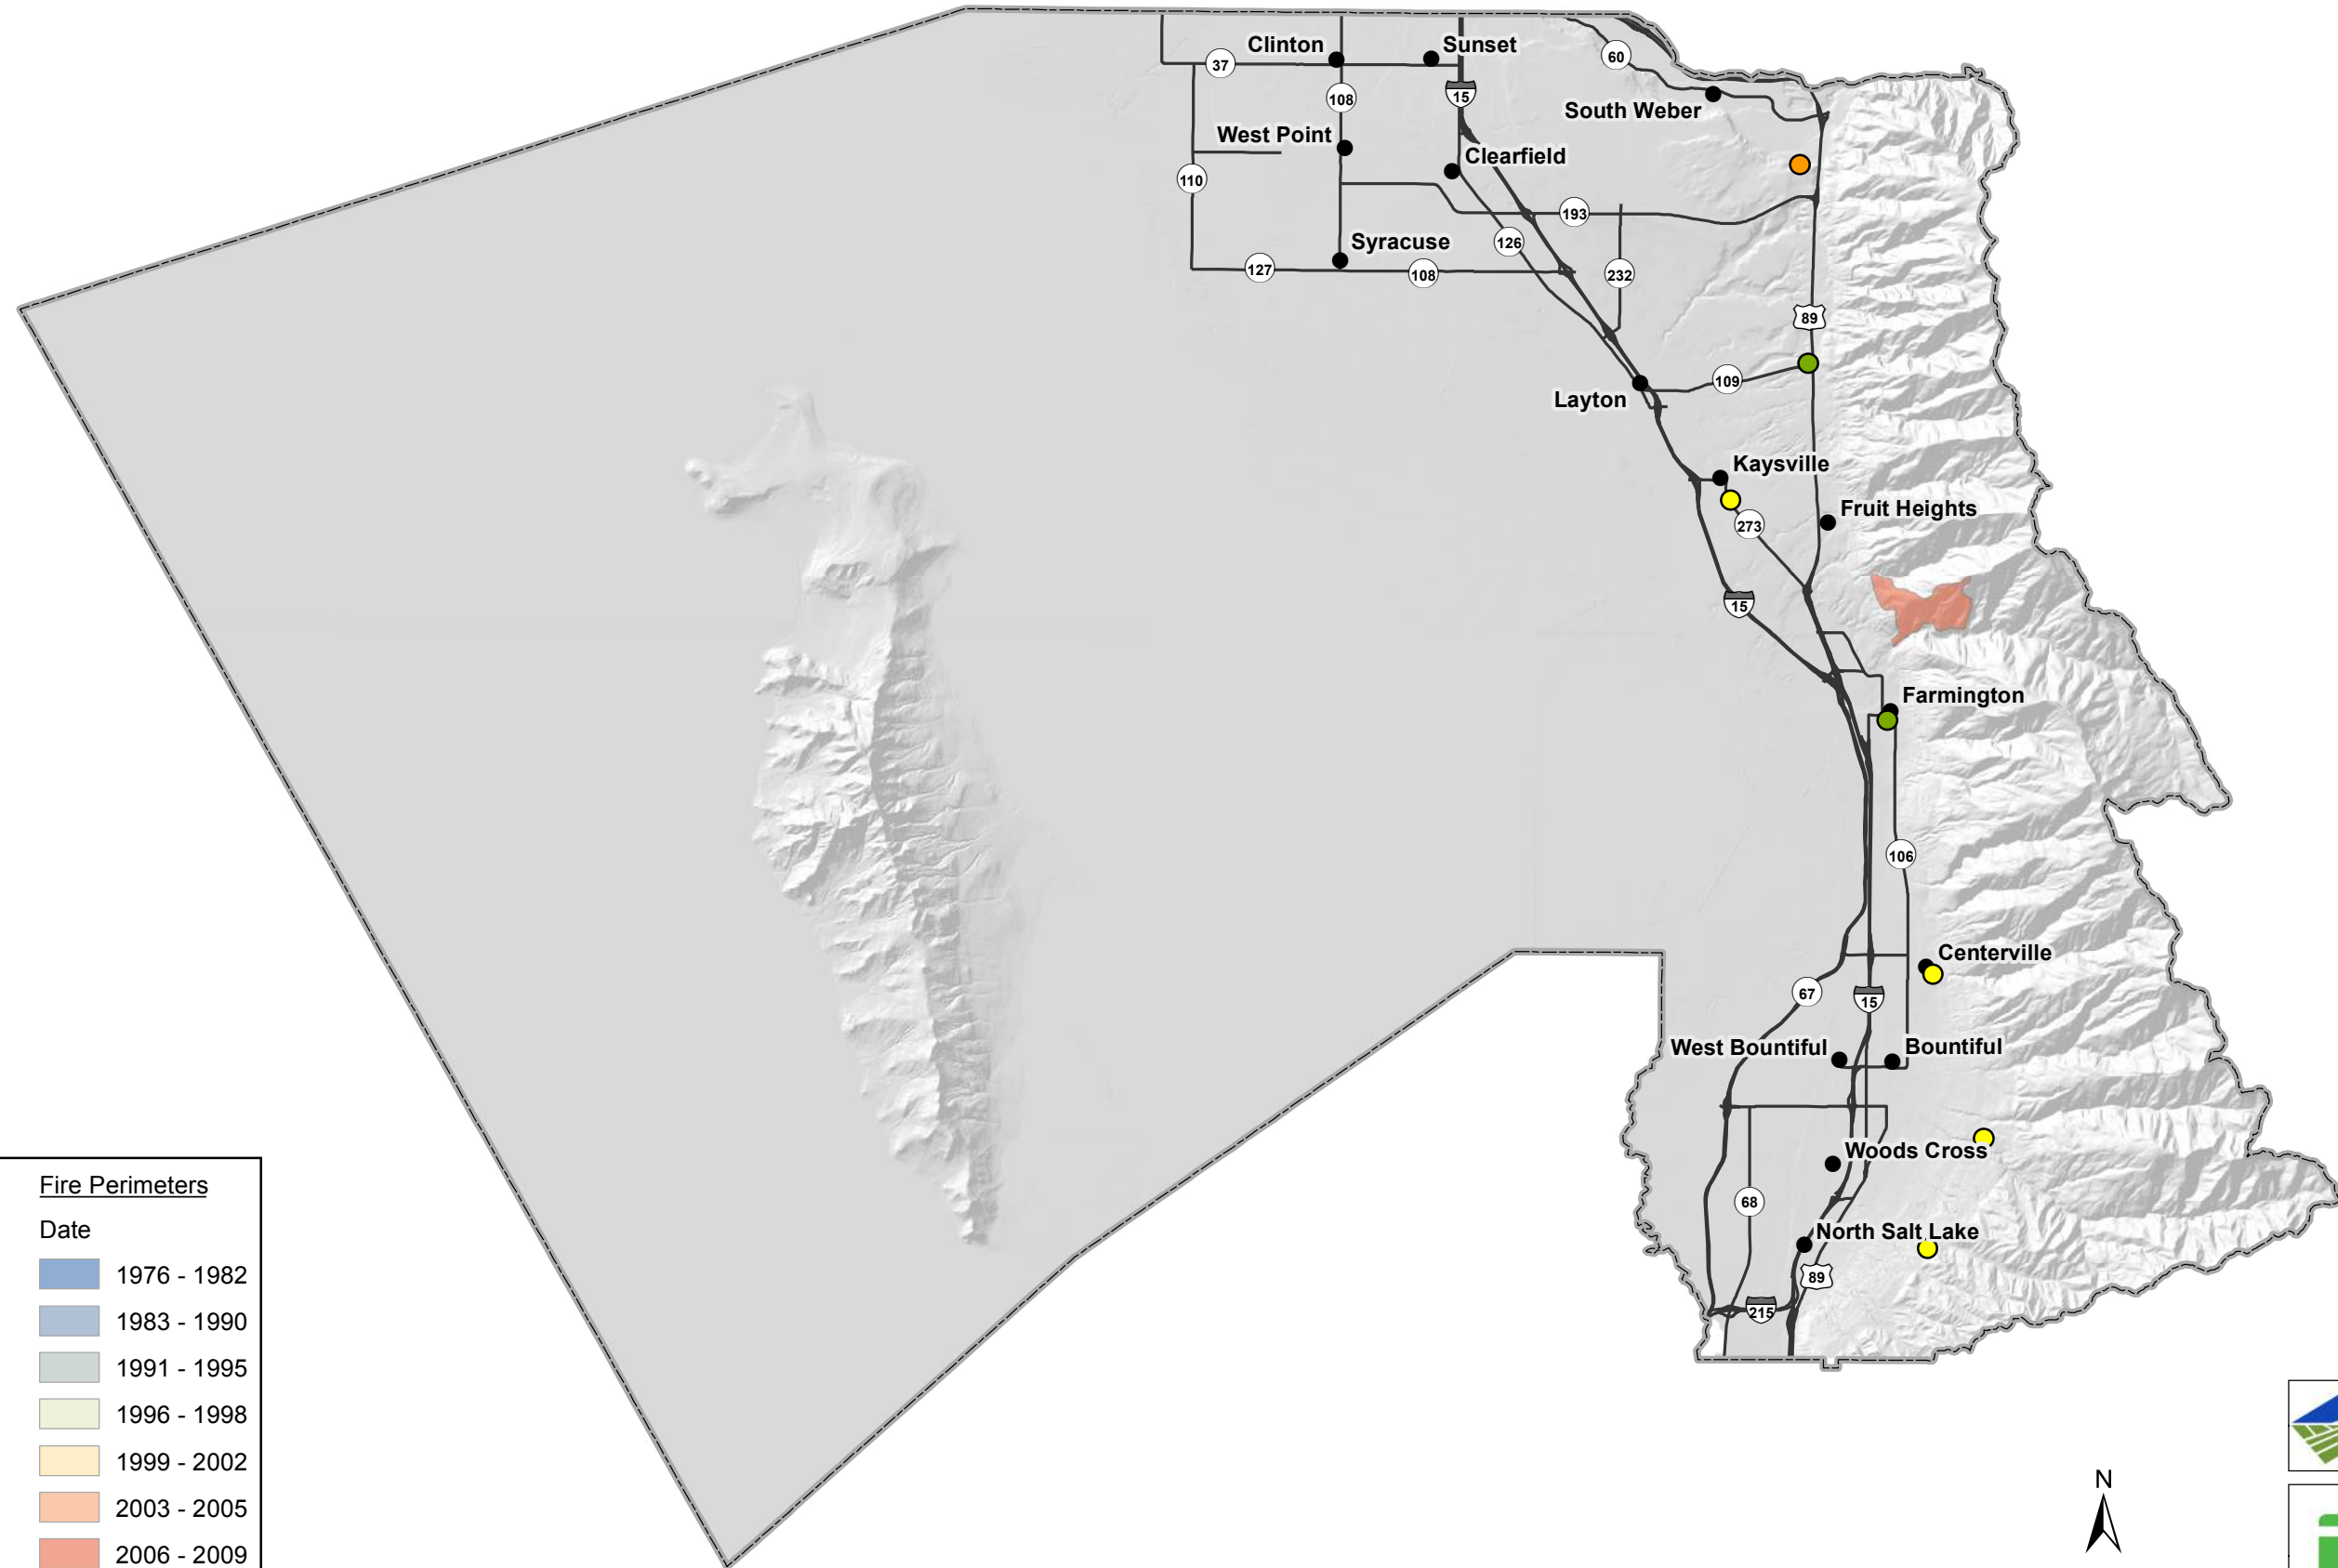 Clinton
Sunset
37
60
108
15
South Weber
West Point
Clearfield
110
193
126
Syracuse
127
108
232
89
109
Layton
Kaysville
273
Fruit Heights
15
Farmington
106
Centerville
67
15
West Bountiful
Bountiful
Woods Cross
68
North Salt Lake
89
215
Fire Perimeters
Date
1976 - 1982
1983 - 1990
1991 - 1995
1996 - 1998
1999 - 2002
2003 - 2005
2006 - 2009
N